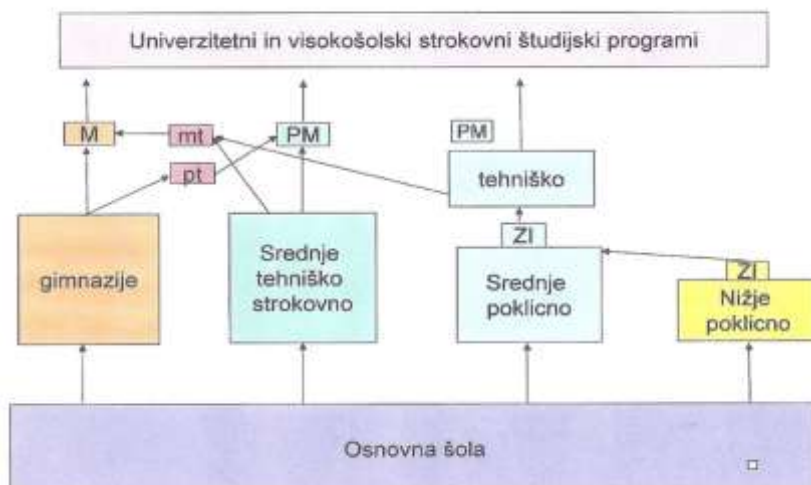 Univerzitetni in visokošolski strokovni študijski programi
M
mt
PM
PM
pt
tehniško
ZI
gimnazije
Srednje
tehniško
strokovno
Srednje
poklicno
ZI
Nižje
poklicno
Osnovna šola